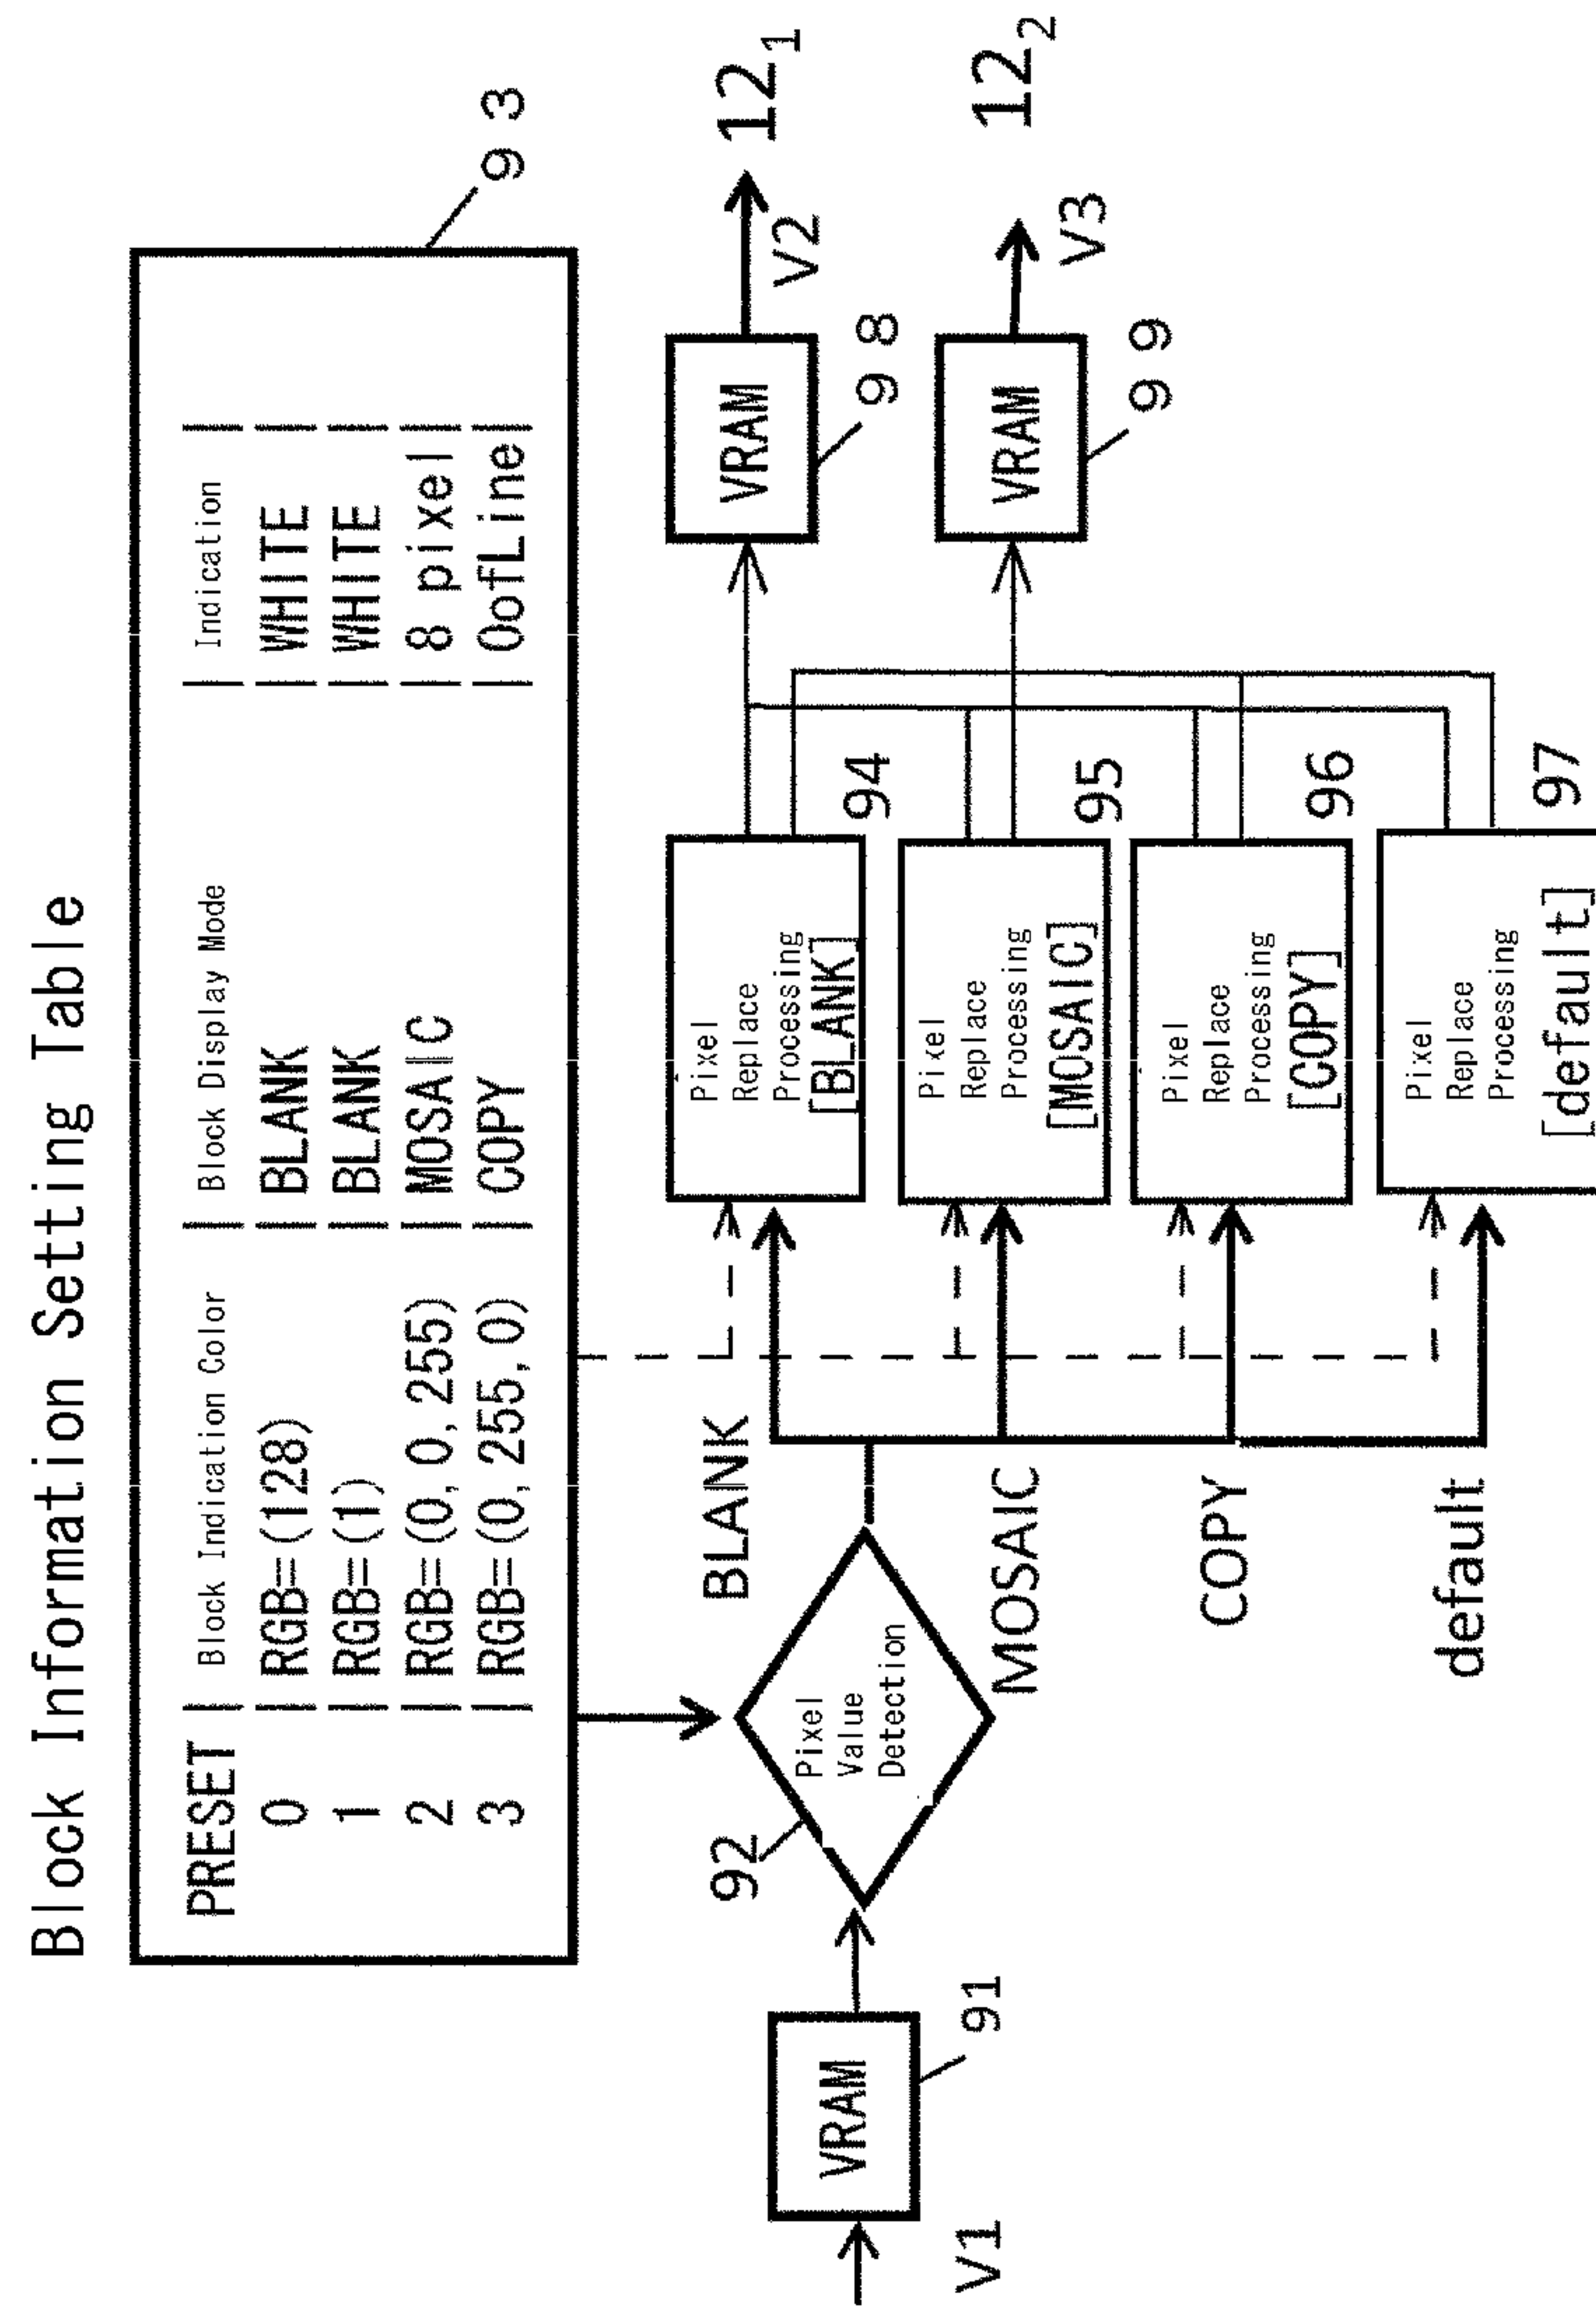 Block Information Setting Table
PRESET | Block Indication Color | Block Display Mode | Indication |
0 | RGB=(128) | BLANK | WHITE |
1 | RGB=(1) | BLANK | WHITE |
2 | RGB=(0, 0, 255) | MOSAIC | 8 pixel |
3 | RGB=(0, 255, 0) | COPY | OofLine |
93
V1
VRAM
91
92
Pixel
Value
Detection
BLANK
MOSAIC
COPY
default
Pixel
Replace
Processing
[BLANK]
94
Pixel
Replace
Processing
[MOSAIC]
95
Pixel
Replace
Processing
[COPY]
96
Pixel
Replace
Processing
[default]
97
VRAM
98
V2
12₁
VRAM
99
V3
12₂